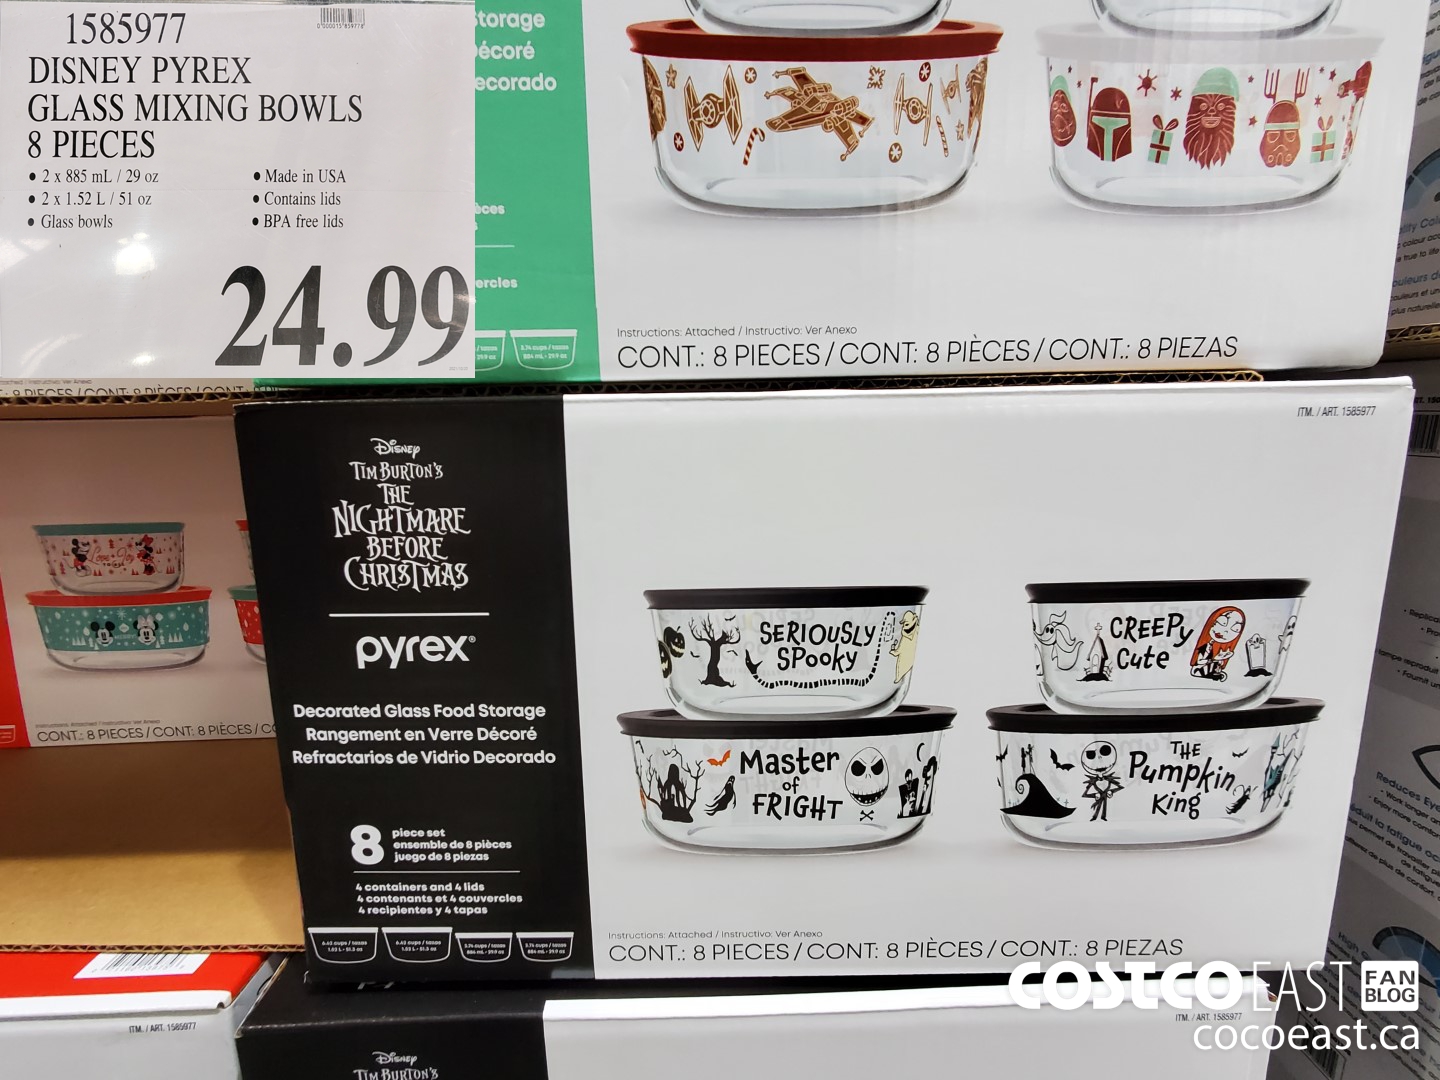 1585977
DISNEY PYREX
GLASS MIXING BOWLS
8 PIECES
• 2 x 885 mL / 29 oz
• 2 x 1.52 L / 51 oz
• Glass bowls
• Made in USA
• Contains lids
• BPA free lids
24.99
Storage
Décoré
ecorado
Instructions: Attached / Instructivo: Ver Anexo
CONT.: 8 PIECES / CONT: 8 PIÈCES / CONT.: 8 PIEZAS
ITM. / ART. 1585977
Disney
TIM BURTON'S
THE
NIGHTMARE
BEFORE
CHRISTMAS
pyrex®
Decorated Glass Food Storage
Rangement en Verre Décoré
Refractarios de Vidrio Decorado
8 piece set
ensemble de 8 pièces
juego de 8 piezas
4 containers and 4 lids
4 contenants et 4 couvercles
4 recipientes y 4 tapas
SERIOUSLY
SPOOKY
CREEPY
Cute
Master
of
FRIGHT
THE
Pumpkin
King
Instructions: Attached / Instructivo: Ver Anexo
CONT.: 8 PIECES / CONT: 8 PIÈCES / CONT.: 8 PIEZAS
Love Joy
CONT.: 8 PIECES / CONT: 8 PIÈCES / CO
ITM. / ART. 1585977
ITM. / ART. 1585977
Disney
TIM BURTON'S
COSTCO EAST FAN
BLOG
cocoeast.ca